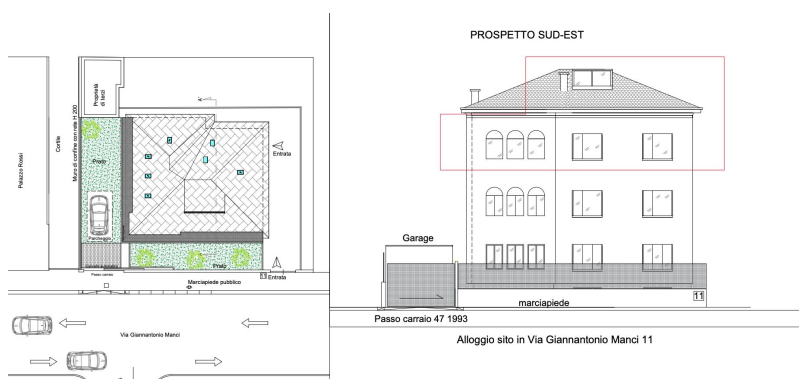 Proprietà
di terzi
Muro di confine con rete H 200
Cortile
Palazzo Rossi
Prato
Entrata
Parcheggio
Prato
11 Entrata
Passo carraio
Marciapiede pubblico
Via Giannantonio Manci
PROSPETTO SUD-EST
Garage
11
marciapiede
Passo carraio 47 1993
Alloggio sito in Via Giannantonio Manci 11